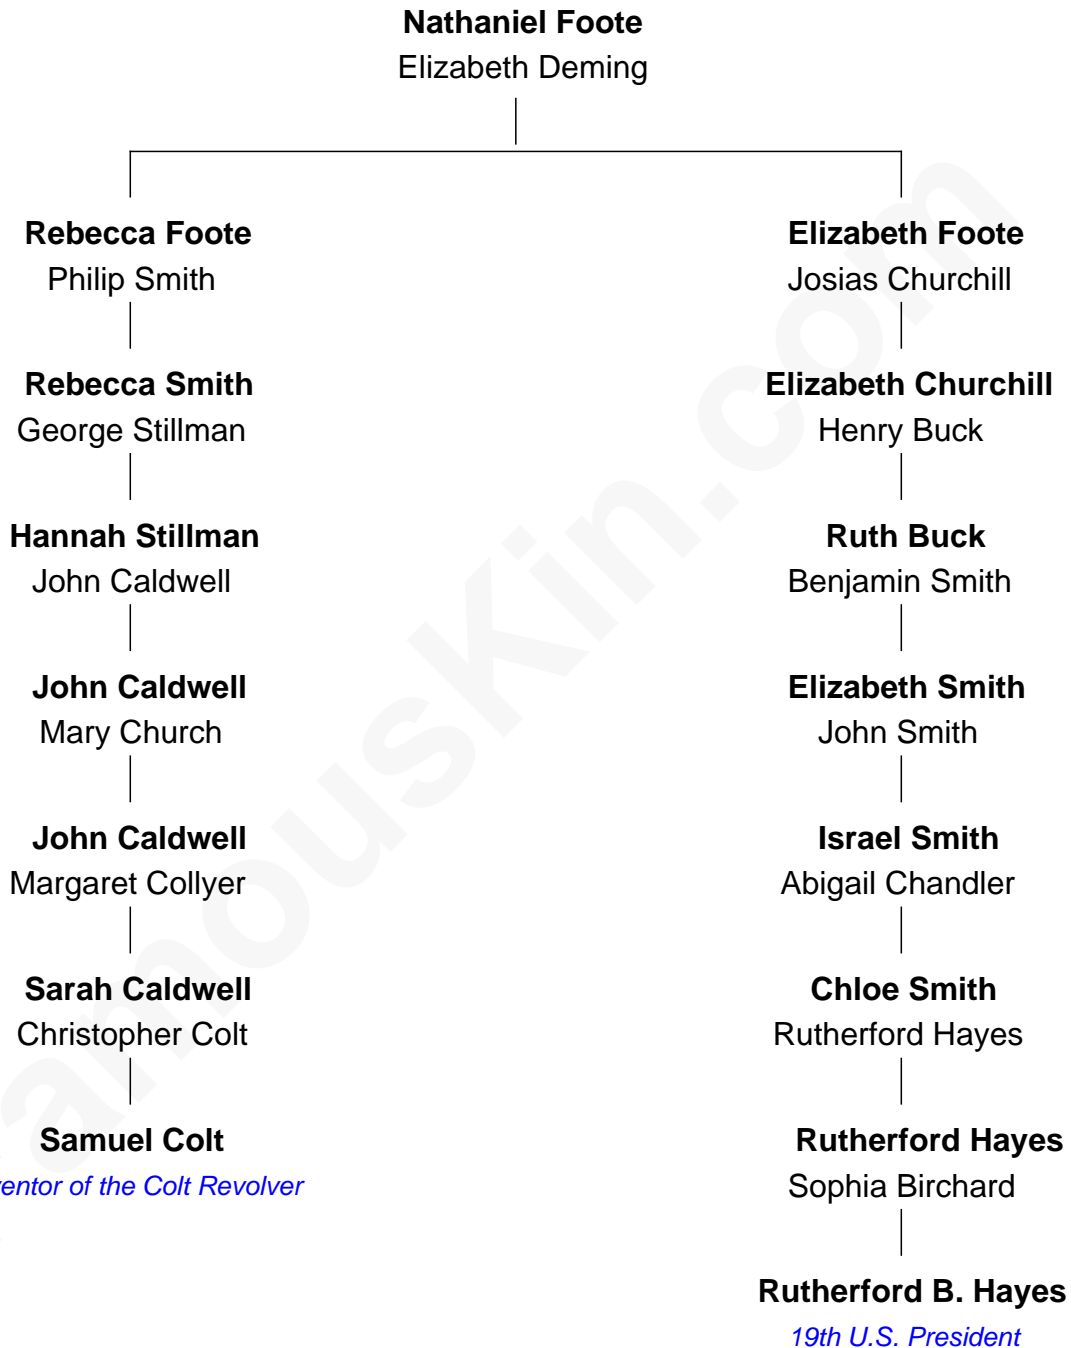 Nathaniel Foote
Elizabeth Deming
Rebecca Foote
Philip Smith
Rebecca Smith
George Stillman
Hannah Stillman
John Caldwell
John Caldwell
Mary Church
John Caldwell
Margaret Collyer
Sarah Caldwell
Christopher Colt
Samuel Colt
of the Colt Revolver
Elizabeth Foote
Josias Churchill
Elizabeth Churchill
Henry Buck
Ruth Buck
Benjamin Smith
Elizabeth Smith
John Smith
Israel Smith
Abigail Chandler
Chloe Smith
Rutherford Hayes
Rutherford Hayes
Sophia Birchard
Rutherford B. Hayes
19th U.S. President
amousKin.com